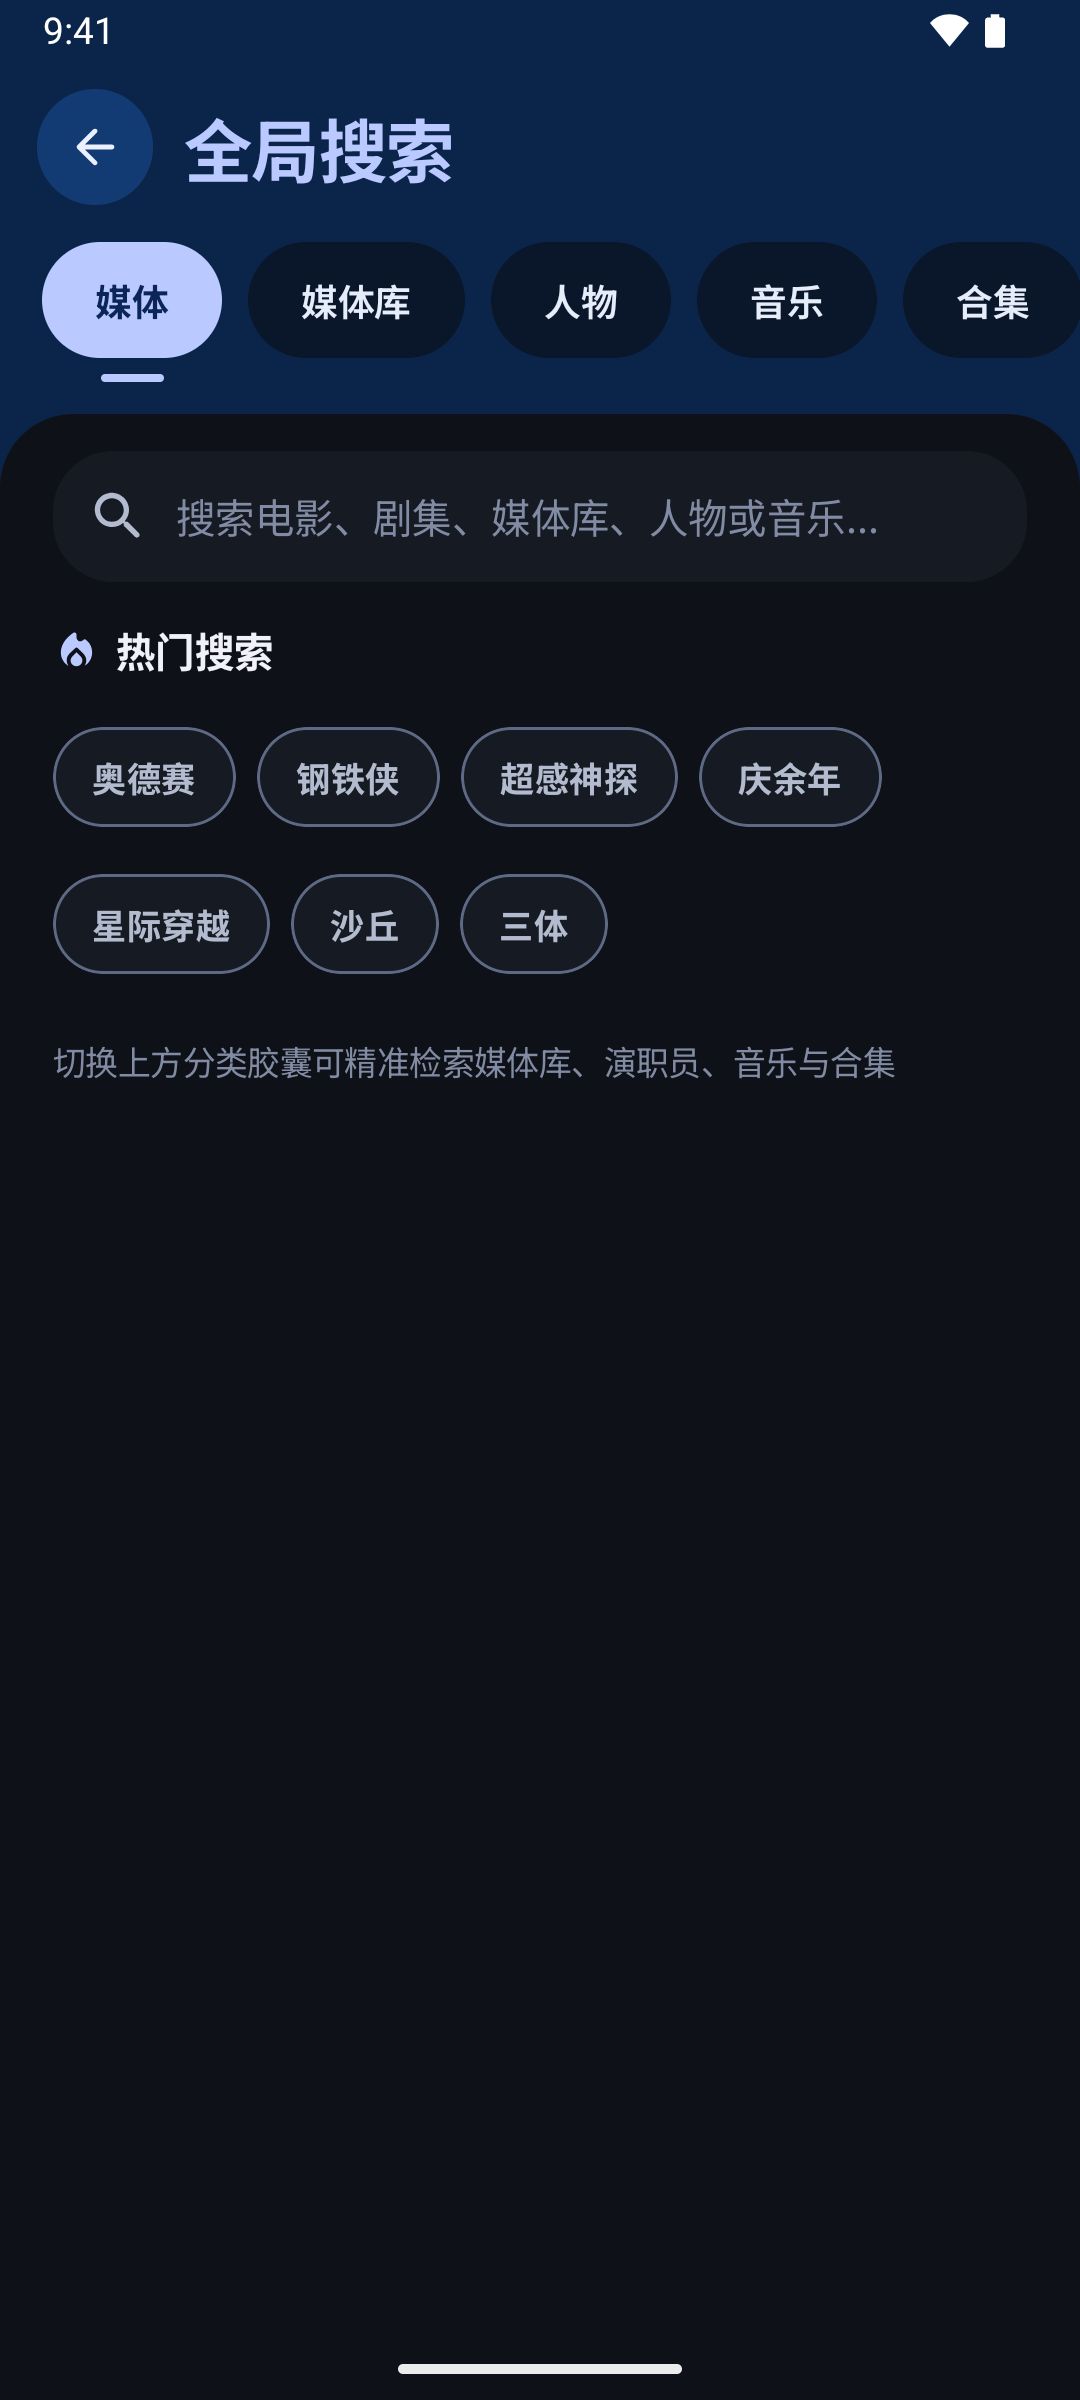 9:41
全局搜索
媒体 媒体库 人物 音乐 合集
搜索电影、剧集、媒体库、人物或音乐...
热门搜索
奥德赛 钢铁侠 超感神探 庆余年
星际穿越 沙丘 三体
切换上方分类胶囊可精准检索媒体库、演职员、音乐与合集